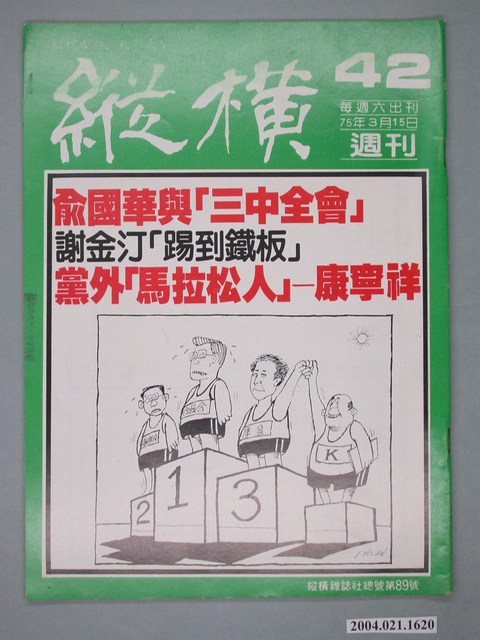 縱橫
42
每週六出刊
75年3月15日
週刊
俞國華與「三中全會」
謝金汀「踢到鐵板」
黨外「馬拉松人」—康寧祥
2
1
3
K
縱橫雜誌社總號第89號
2004.021.1620